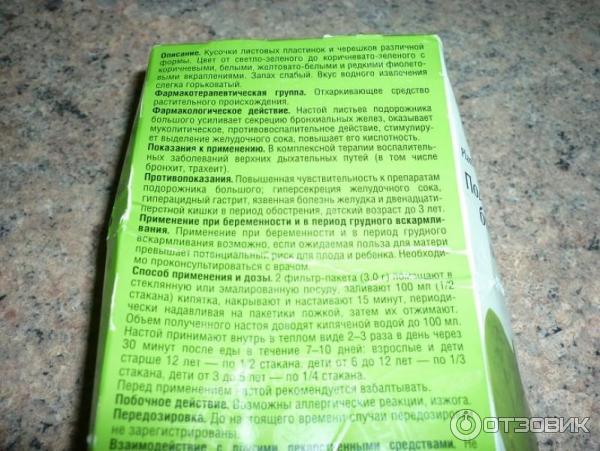 Описание. Кусочки листовых пластинок и черешков различной
формы. Цвет от светло-зеленого до коричневато-зеленого с
коричневыми, белыми, желтовато-белыми и редкими фиолето-
выми вкраплениями. Запах слабый. Вкус водного извлечения
слегка горьковатый.
Фармакотерапевтическая группа. Отхаркивающее средство
растительного происхождения.
Фармакологическое действие. Настой листьев подорожника
большого усиливает секрецию бронхиальных желез, оказывает
муколитическое, противовоспалительное действие, стимулиру-
ет выделение желудочного сока, повышает его кислотность.
Показания к применению. В комплексной терапии воспалитель-
ных заболеваний верхних дыхательных путей (в том числе
бронхит, трахеит).
Противопоказания. Повышенная чувствительность к препаратам
подорожника большого; гиперсекреция желудочного сока,
гиперацидный гастрит, язвенная болезнь желудка и двенадцати-
перстной кишки в период обострения, детский возраст до 3 лет.
Применение при беременности и в период грудного вскармли-
вания. Применение при беременности и в период грудного
вскармливания возможно, если ожидаемая польза для матери
превышает потенциальный риск для плода и ребенка. Необходи-
мо проконсультироваться с врачом.
Способ применения и дозы. 2 фильтр-пакета (3.0 г) помещают в
стеклянную или эмалированную посуду, заливают 100 мл (1/2
стакана) кипятка, накрывают и настаивают 15 минут, периоди-
чески надавливая на пакетики ложкой, затем их отжимают.
Объем полученного настоя доводят кипяченой водой до 100 мл.
Настой принимают внутрь в теплом виде 2–3 раза в день через
30 минут после еды в течение 7–10 дней: взрослые и дети
старше 12 лет — по 1/2 стакана, дети от 6 до 12 лет — по 1/3
стакана, дети от 3 до 6 лет — по 1/4 стакана.
Перед применением настой рекомендуется взбалтывать.
Побочное действие. Возможны аллергические реакции, изжога.
Передозировка. До настоящего времени случаи передозиро
не зарегистрированы.
Взаимодействие с другими лекарственными средствами. Не
По
ОТЗОВИК